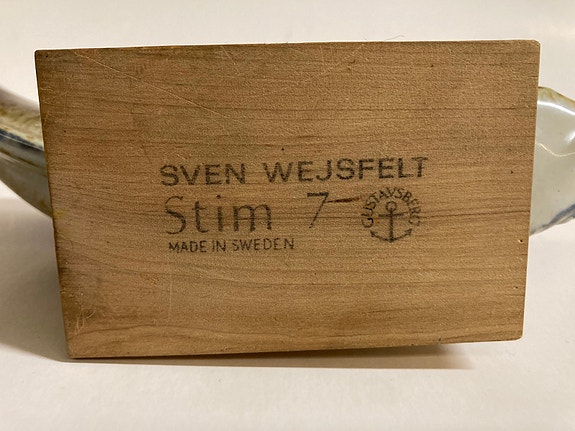 SVEN WEJSFELT
Stim 7 GUSTAVSBERG
MADE IN SWEDEN